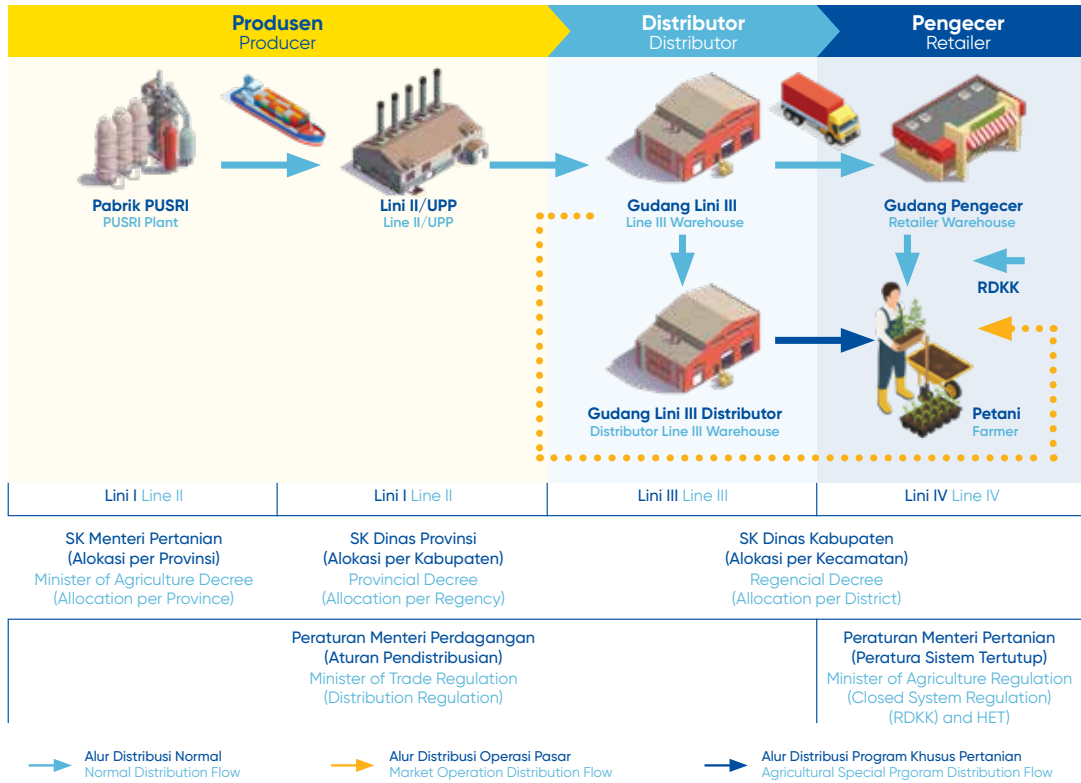 Produsen
Producer
Distributor
Distributor
Pengecer
Retailer
Pabrik PUSRI
PUSRI Plant
Lini II/UPP
Line II/UPP
Gudang Lini III
Line III Warehouse
Gudang Pengecer
Retailer Warehouse
RDKK
Gudang Lini III Distributor
Distributor Line III Warehouse
Petani
Farmer
Lini I Line II
Lini I Line II
Lini III Line III
Lini IV Line IV
SK Menteri Pertanian
(Alokasi per Provinsi)
Minister of Agriculture Decree
(Allocation per Province)
SK Dinas Provinsi
(Alokasi per Kabupaten)
Provincial Decree
(Allocation per Regency)
SK Dinas Kabupaten
(Alokasi per Kecamatan)
Regencial Decree
(Allocation per District)
Peraturan Menteri Perdagangan
(Aturan Pendistribusian)
Minister of Trade Regulation
(Distribution Regulation)
Peraturan Menteri Pertanian
(Peratura Sistem Tertutup)
Minister of Agriculture Regulation
(Closed System Regulation)
(RDKK) and HET)
Alur Distribusi Normal
Normal Distribution Flow
Alur Distribusi Operasi Pasar
Market Operation Distribution Flow
Alur Distribusi Program Khusus Pertanian
Agricultural Special Prgoram Distribution Flow